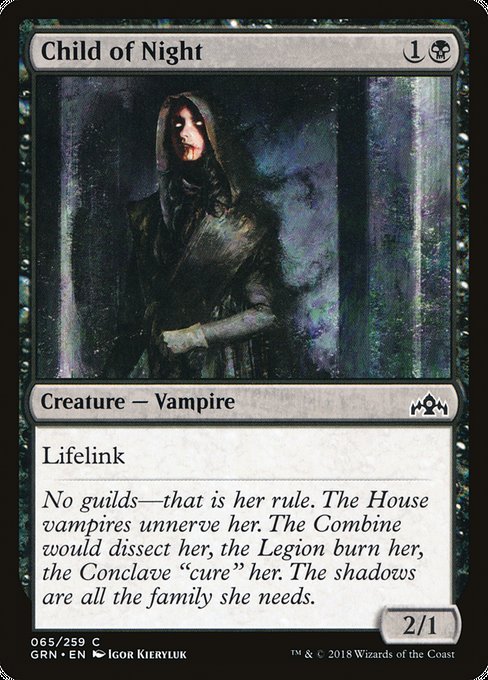 Child of Night 1
Creature — Vampire
Lifelink
No guilds—that is her rule. The House
vampires unnerve her. The Combine
would dissect her, the Legion burn her,
the Conclave “cure” her. The shadows
are all the family she needs.
2/1
065/259 C
GRN • EN Igor Kieryluk
™ & © 2018 Wizards of the Coast